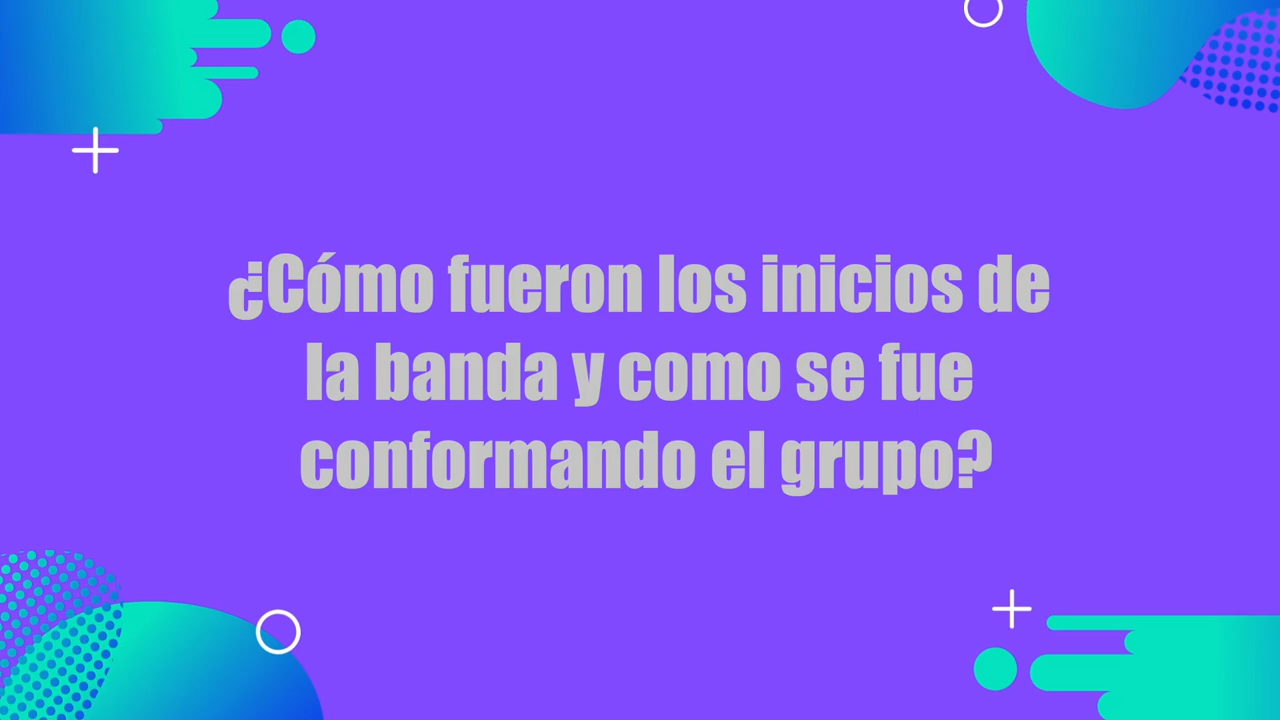 ¿Cómo fueron los inicios de
la banda y como se fue
conformando el grupo?